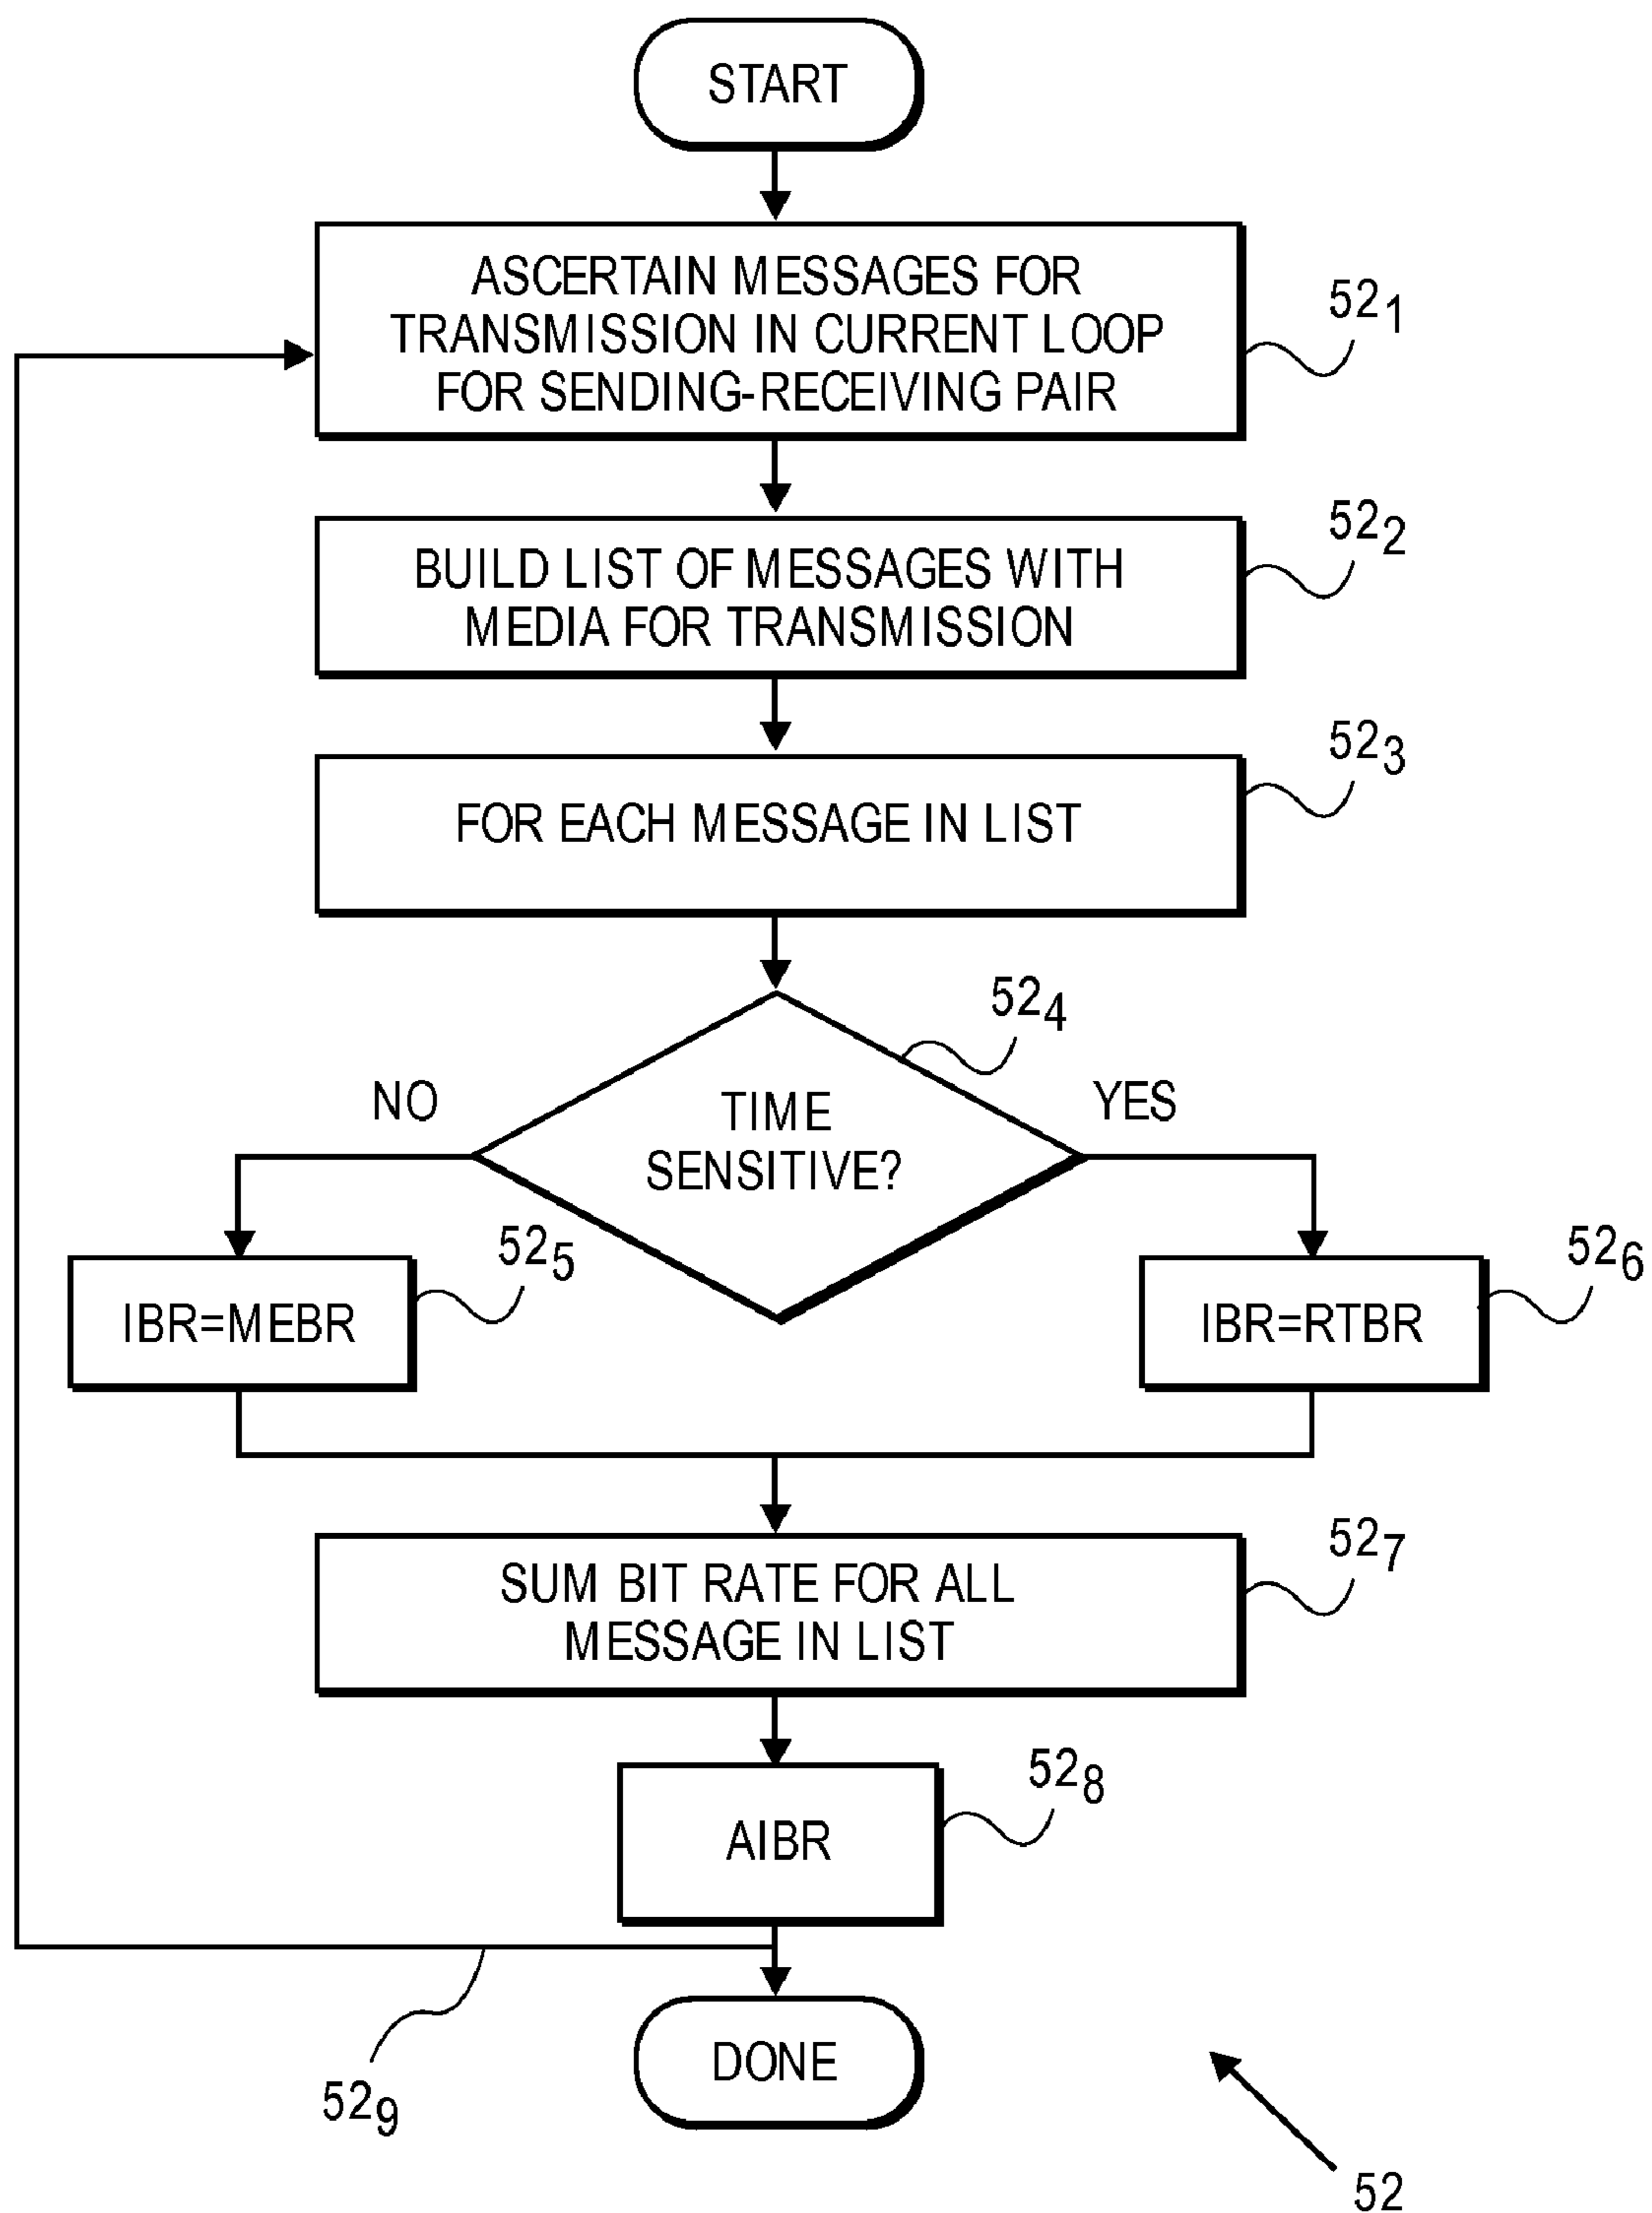 START
ASCERTAIN MESSAGES FOR
TRANSMISSION IN CURRENT LOOP
FOR SENDING-RECEIVING PAIR
52₁
BUILD LIST OF MESSAGES WITH
MEDIA FOR TRANSMISSION
52₂
FOR EACH MESSAGE IN LIST
52₃
TIME
SENSITIVE?
52₄
NO
YES
IBR=MEBR
52₅
IBR=RTBR
52₆
SUM BIT RATE FOR ALL
MESSAGE IN LIST
52₇
AIBR
52₈
52₉
DONE
52